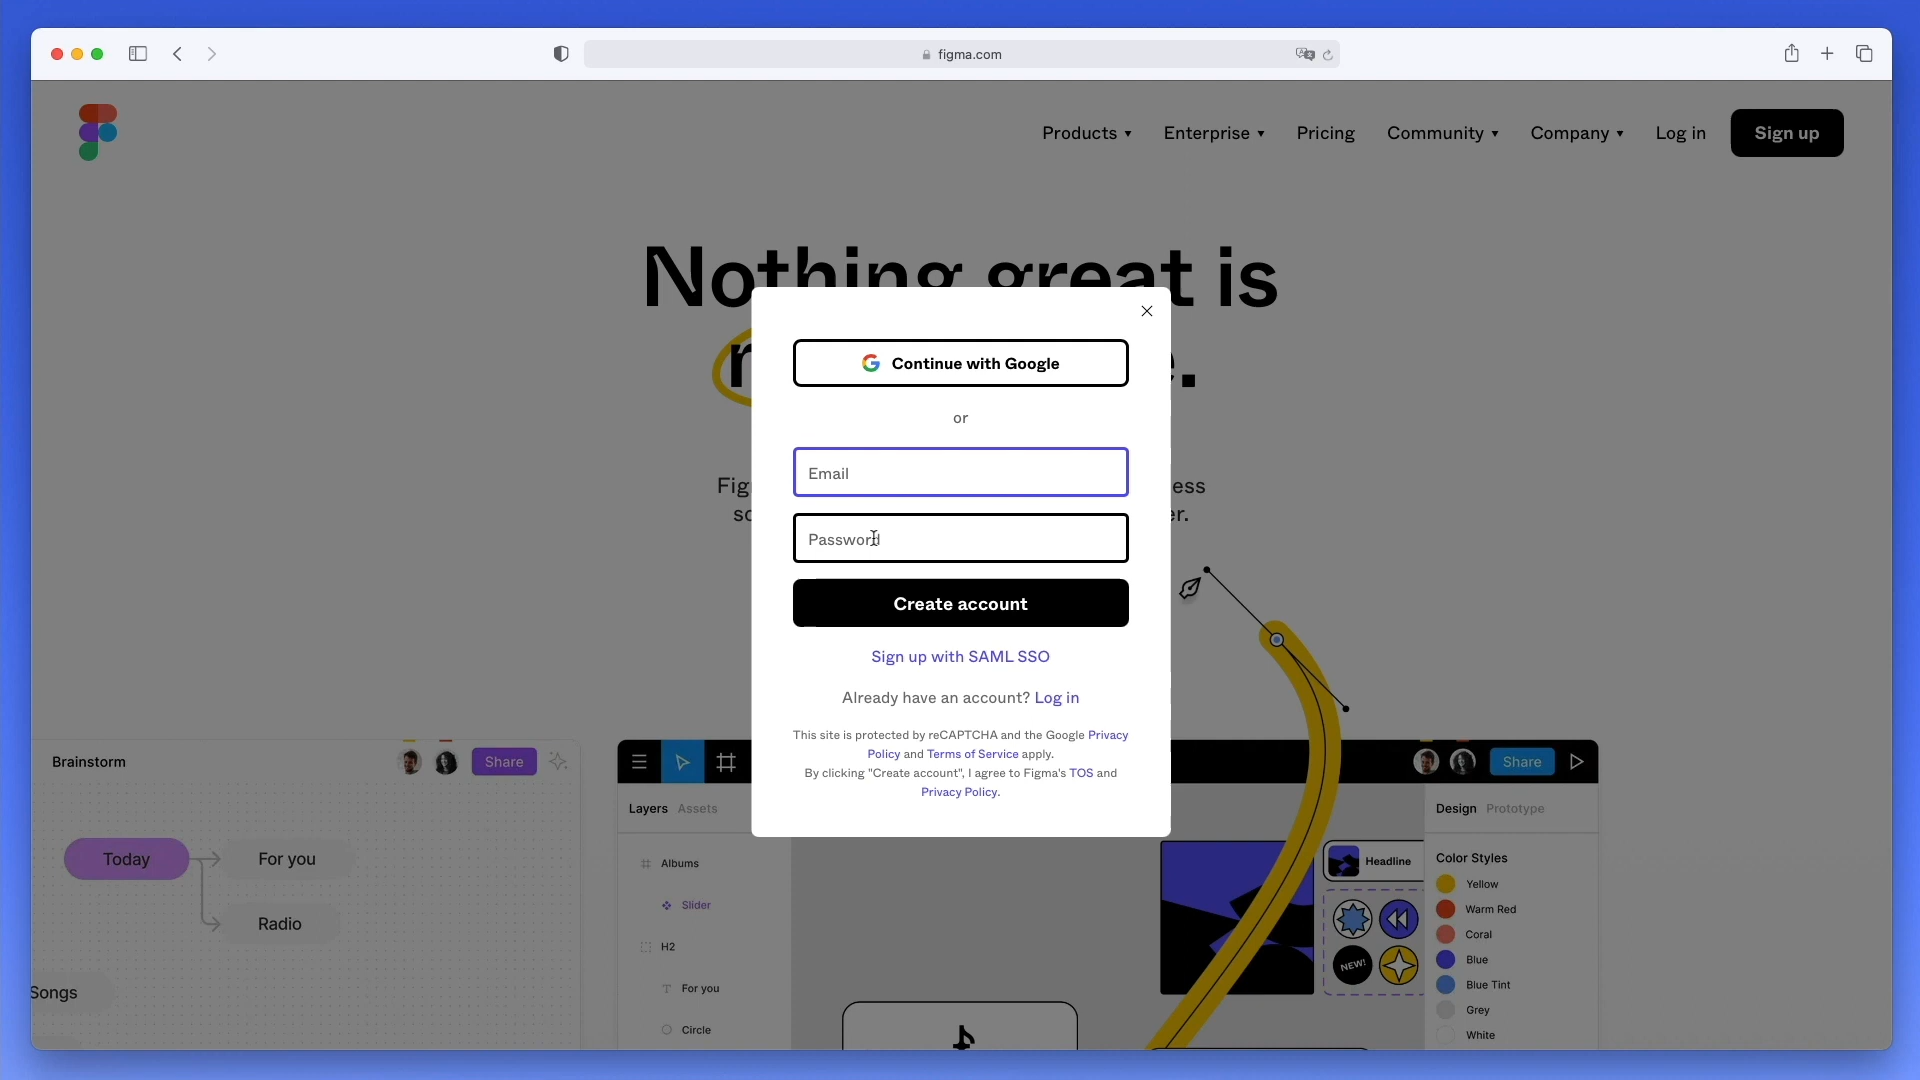 figma.com
Products Enterprise Pricing Community Company Log in Sign up
Nothing great is
Continue with Google
or
Email
Password
Create account
Sign up with SAML SSO
Already have an account? Log in
This site is protected by reCAPTCHA and the Google Privacy
Policy and Terms of Service apply.
By clicking "Create account", I agree to Figma's TOS and
Privacy Policy.
Brainstorm Share
Today
For you
Radio
Songs
Share
Layers Assets
Albums
Slider
H2
For you
Circle
Headline
NEW!
Design Prototype
Color Styles
Yellow
Warm Red
Coral
Blue
Blue Tint
Grey
White